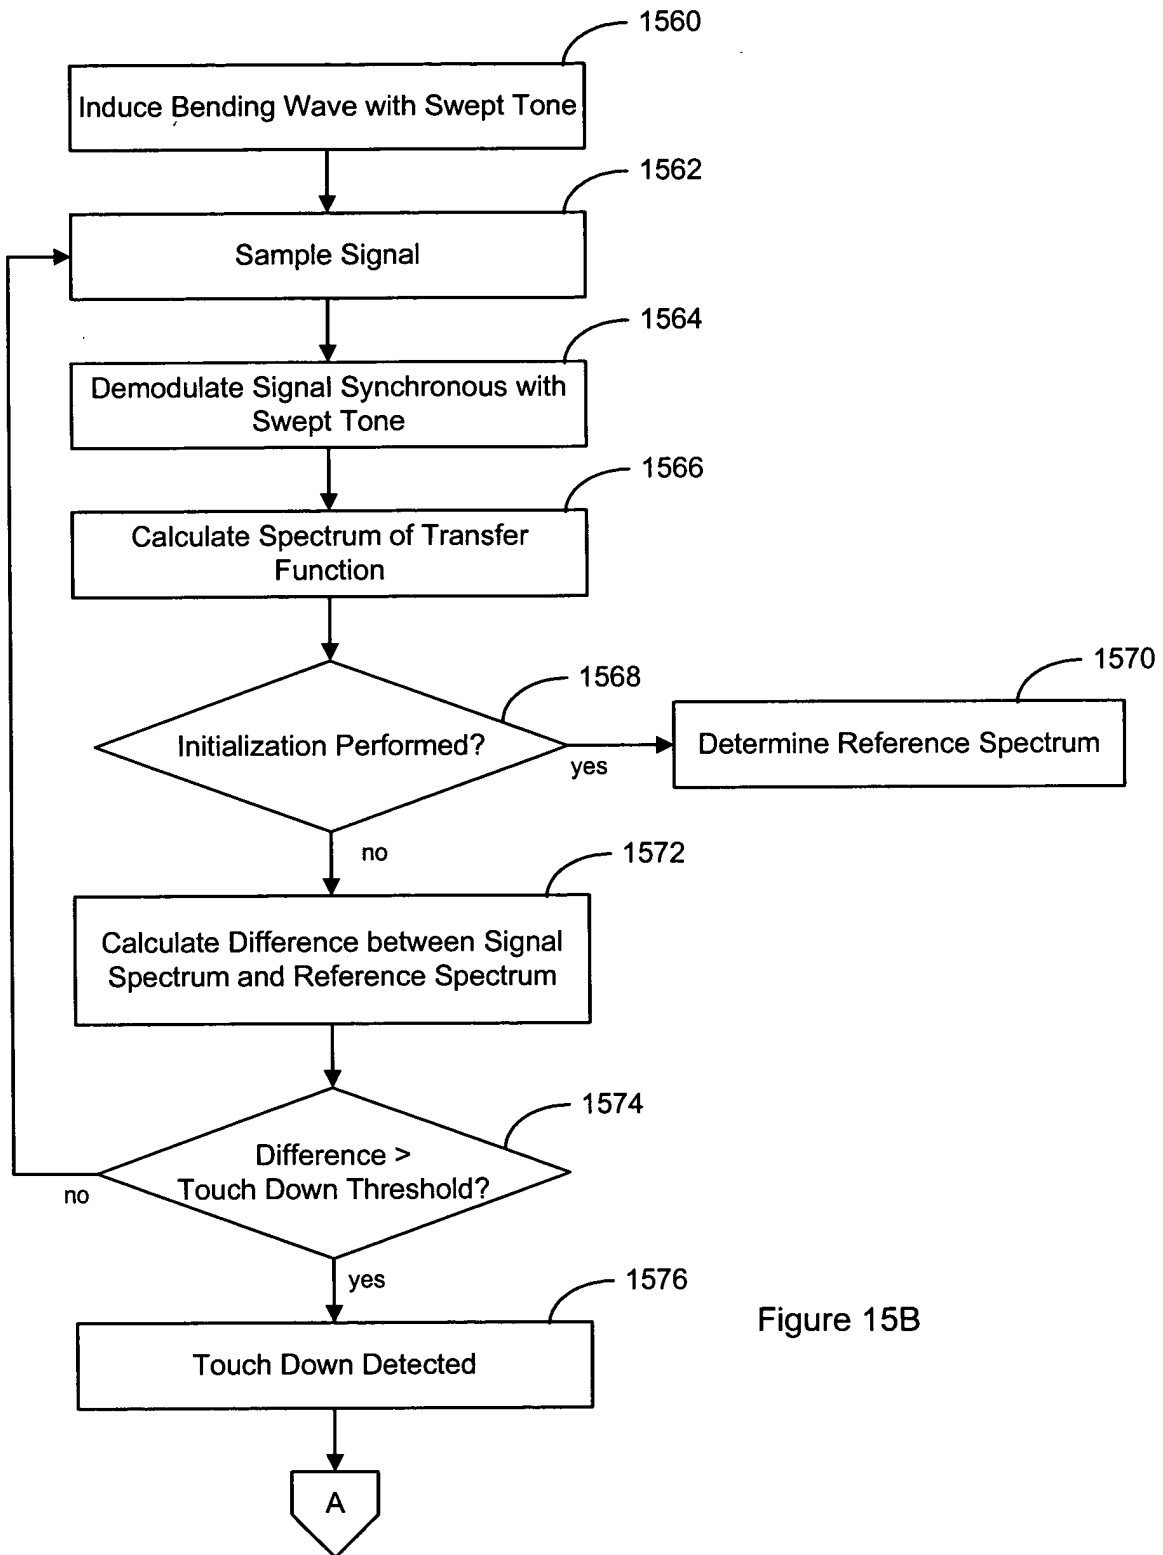 1560
Induce Bending Wave with Swept Tone
1562
Sample Signal
1564
Demodulate Signal Synchronous with
Swept Tone
1566
Calculate Spectrum of Transfer
Function
1568
Initialization Performed?
yes
1570
Determine Reference Spectrum
no
1572
Calculate Difference between Signal
Spectrum and Reference Spectrum
1574
Difference >
Touch Down Threshold?
no
yes
1576
Touch Down Detected
Figure 15B
A